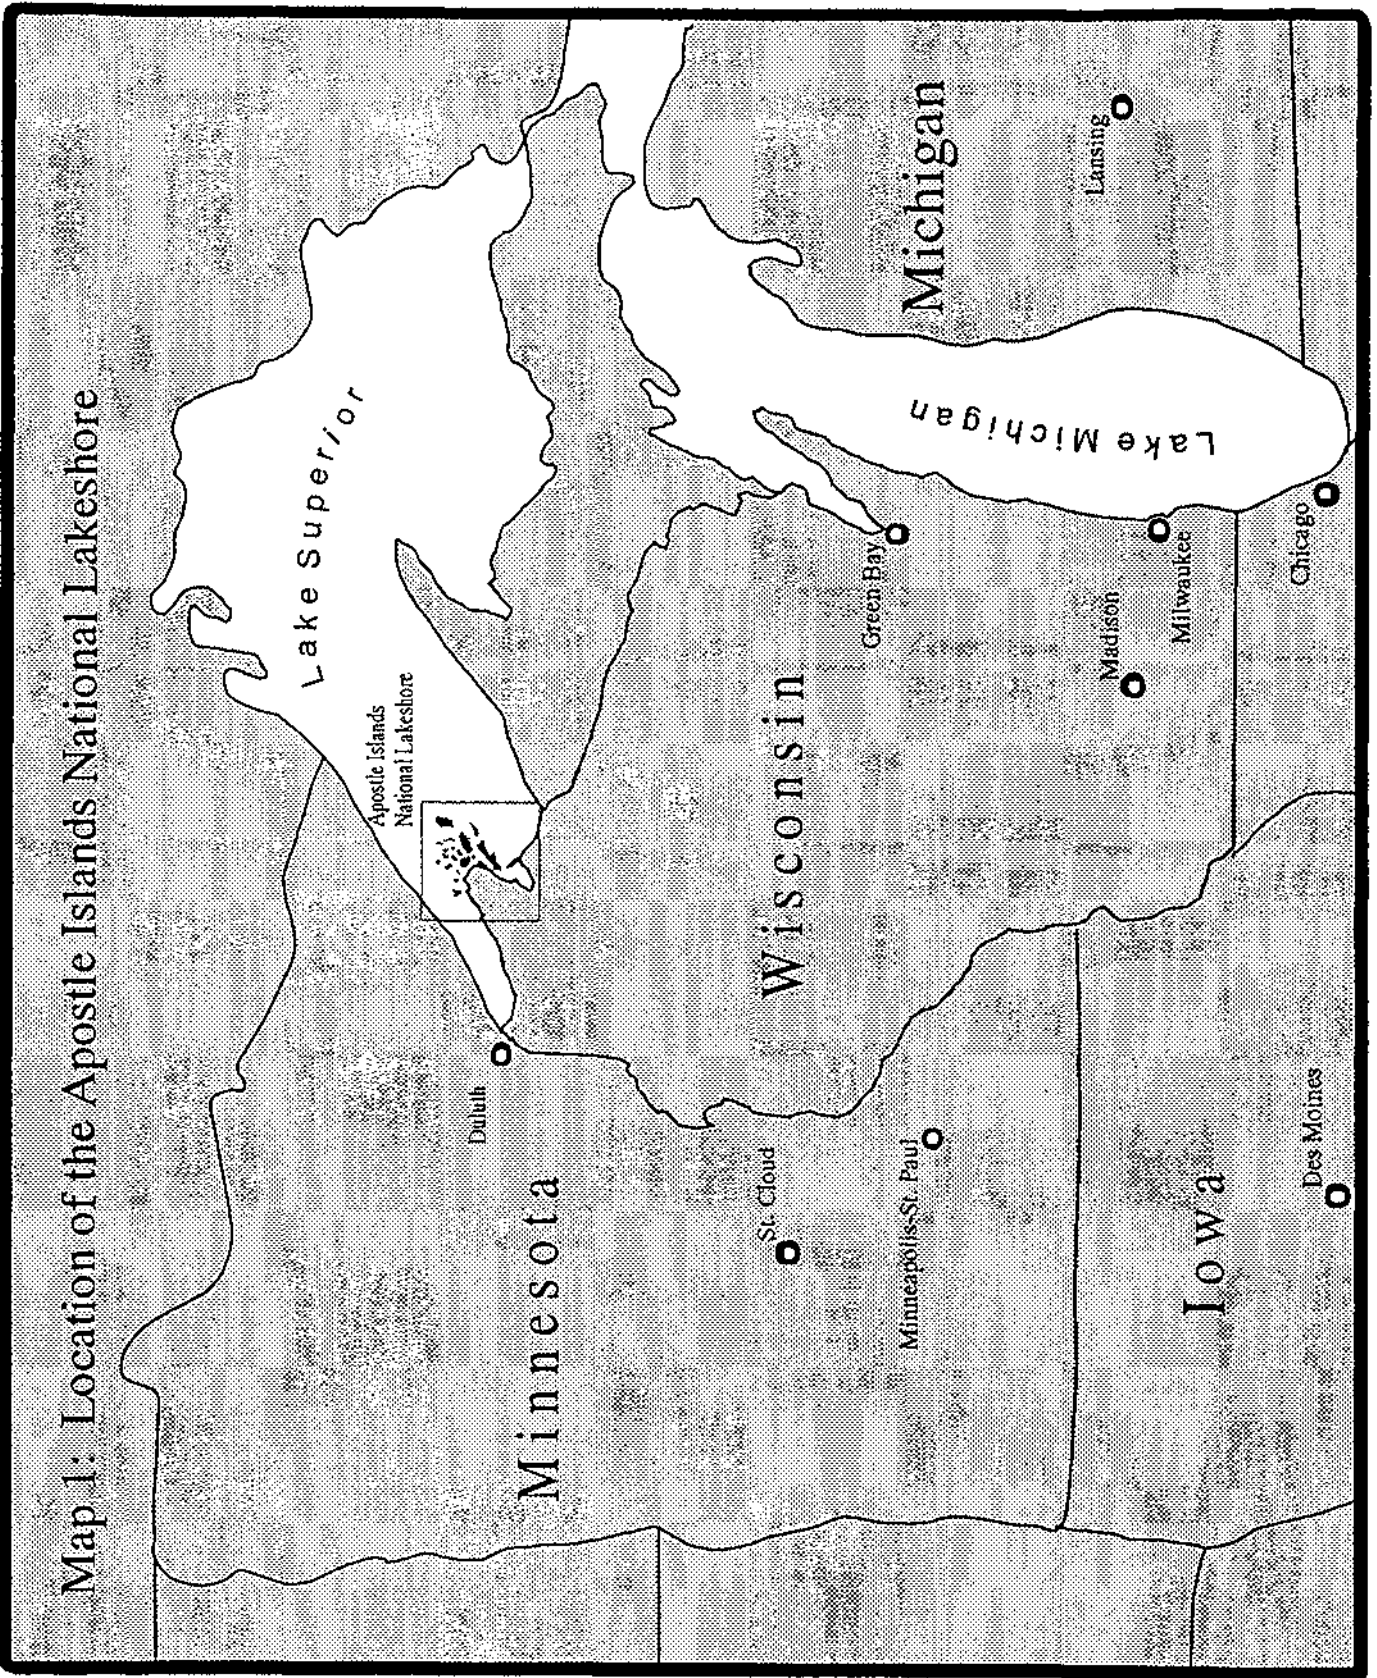 Map 1: Location of the Apostle Islands National Lakeshore
Lake Superior
Apostle Islands
National Lakeshore
Duluth
Minnesota
St. Cloud
Minneapolis-St. Paul
Wisconsin
Green Bay
Michigan
Lake Michigan
Lansing
Madison
Milwaukee
Iowa
Chicago
Des Moines